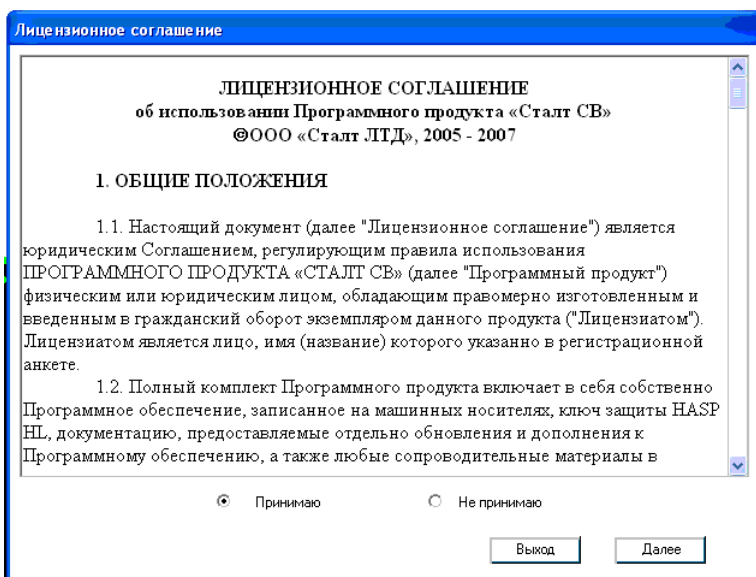 Лицензионное соглашение
ЛИЦЕНЗИОННОЕ СОГЛАШЕНИЕ
об использовании Программного продукта «Сталт СВ»
©ООО «Сталт ЛТД», 2005 - 2007
1. ОБЩИЕ ПОЛОЖЕНИЯ
1.1. Настоящий документ (далее "Лицензионное соглашение") является
юридическим Соглашением, регулирующим правила использования
ПРОГРАММНОГО ПРОДУКТА «СТАЛТ СВ» (далее "Программный продукт")
физическим или юридическим лицом, обладающим правомерно изготовленным и
введенным в гражданский оборот экземпляром данного продукта ("Лицензиатом").
Лицензиатом является лицо, имя (название) которого указанно в регистрационной
анкете.
1.2. Полный комплект Программного продукта включает в себя собственно
Программное обеспечение, записанное на машинных носителях, ключ защиты HASP
HL, документацию, предоставляемые отдельно обновления и дополнения к
Программному обеспечению, а также любые сопроводительные материалы в
Принимаю Не принимаю
Выход Далее